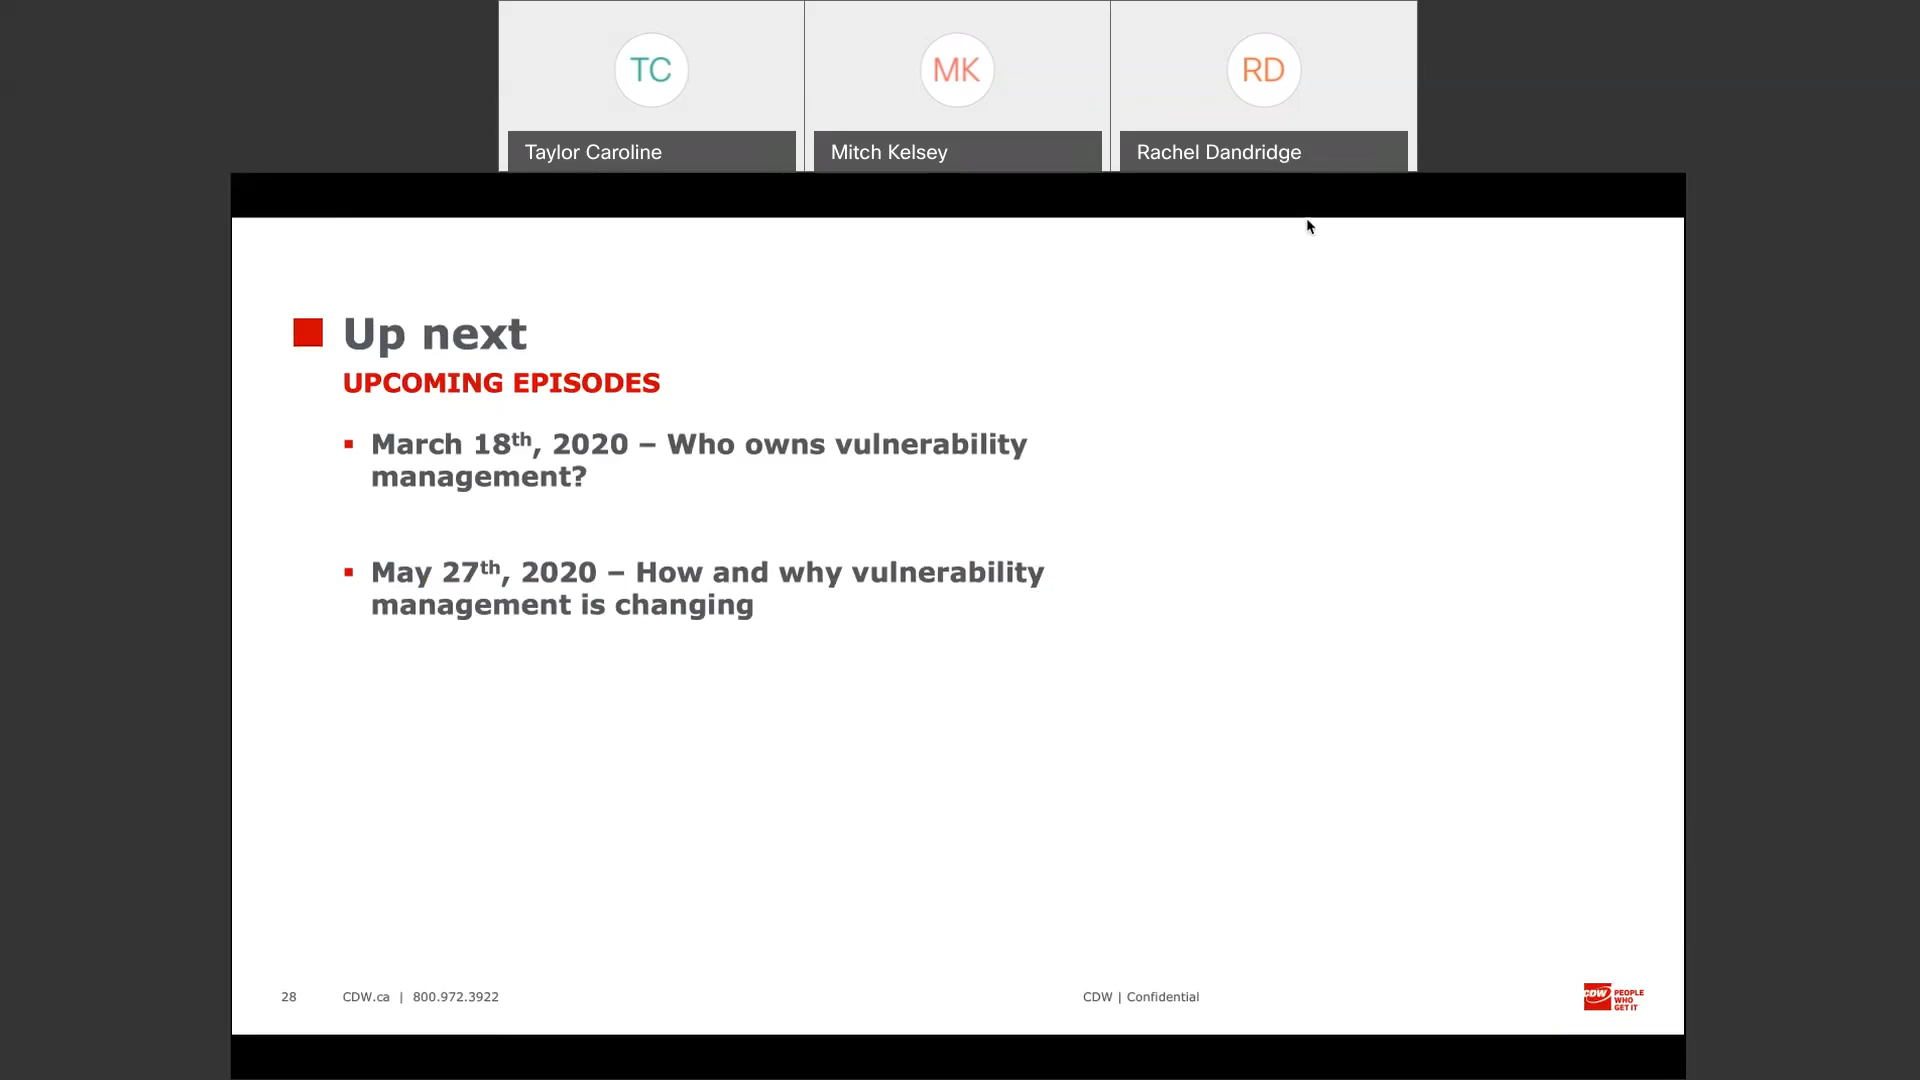 TC
MK
RD
Taylor Caroline
Mitch Kelsey
Rachel Dandridge
Up next
UPCOMING EPISODES
▪ March 18th, 2020 – Who owns vulnerability
management?
▪ May 27th, 2020 – How and why vulnerability
management is changing
28
CDW.ca | 800.972.3922
CDW | Confidential
CDW
PEOPLE
WHO
GET IT